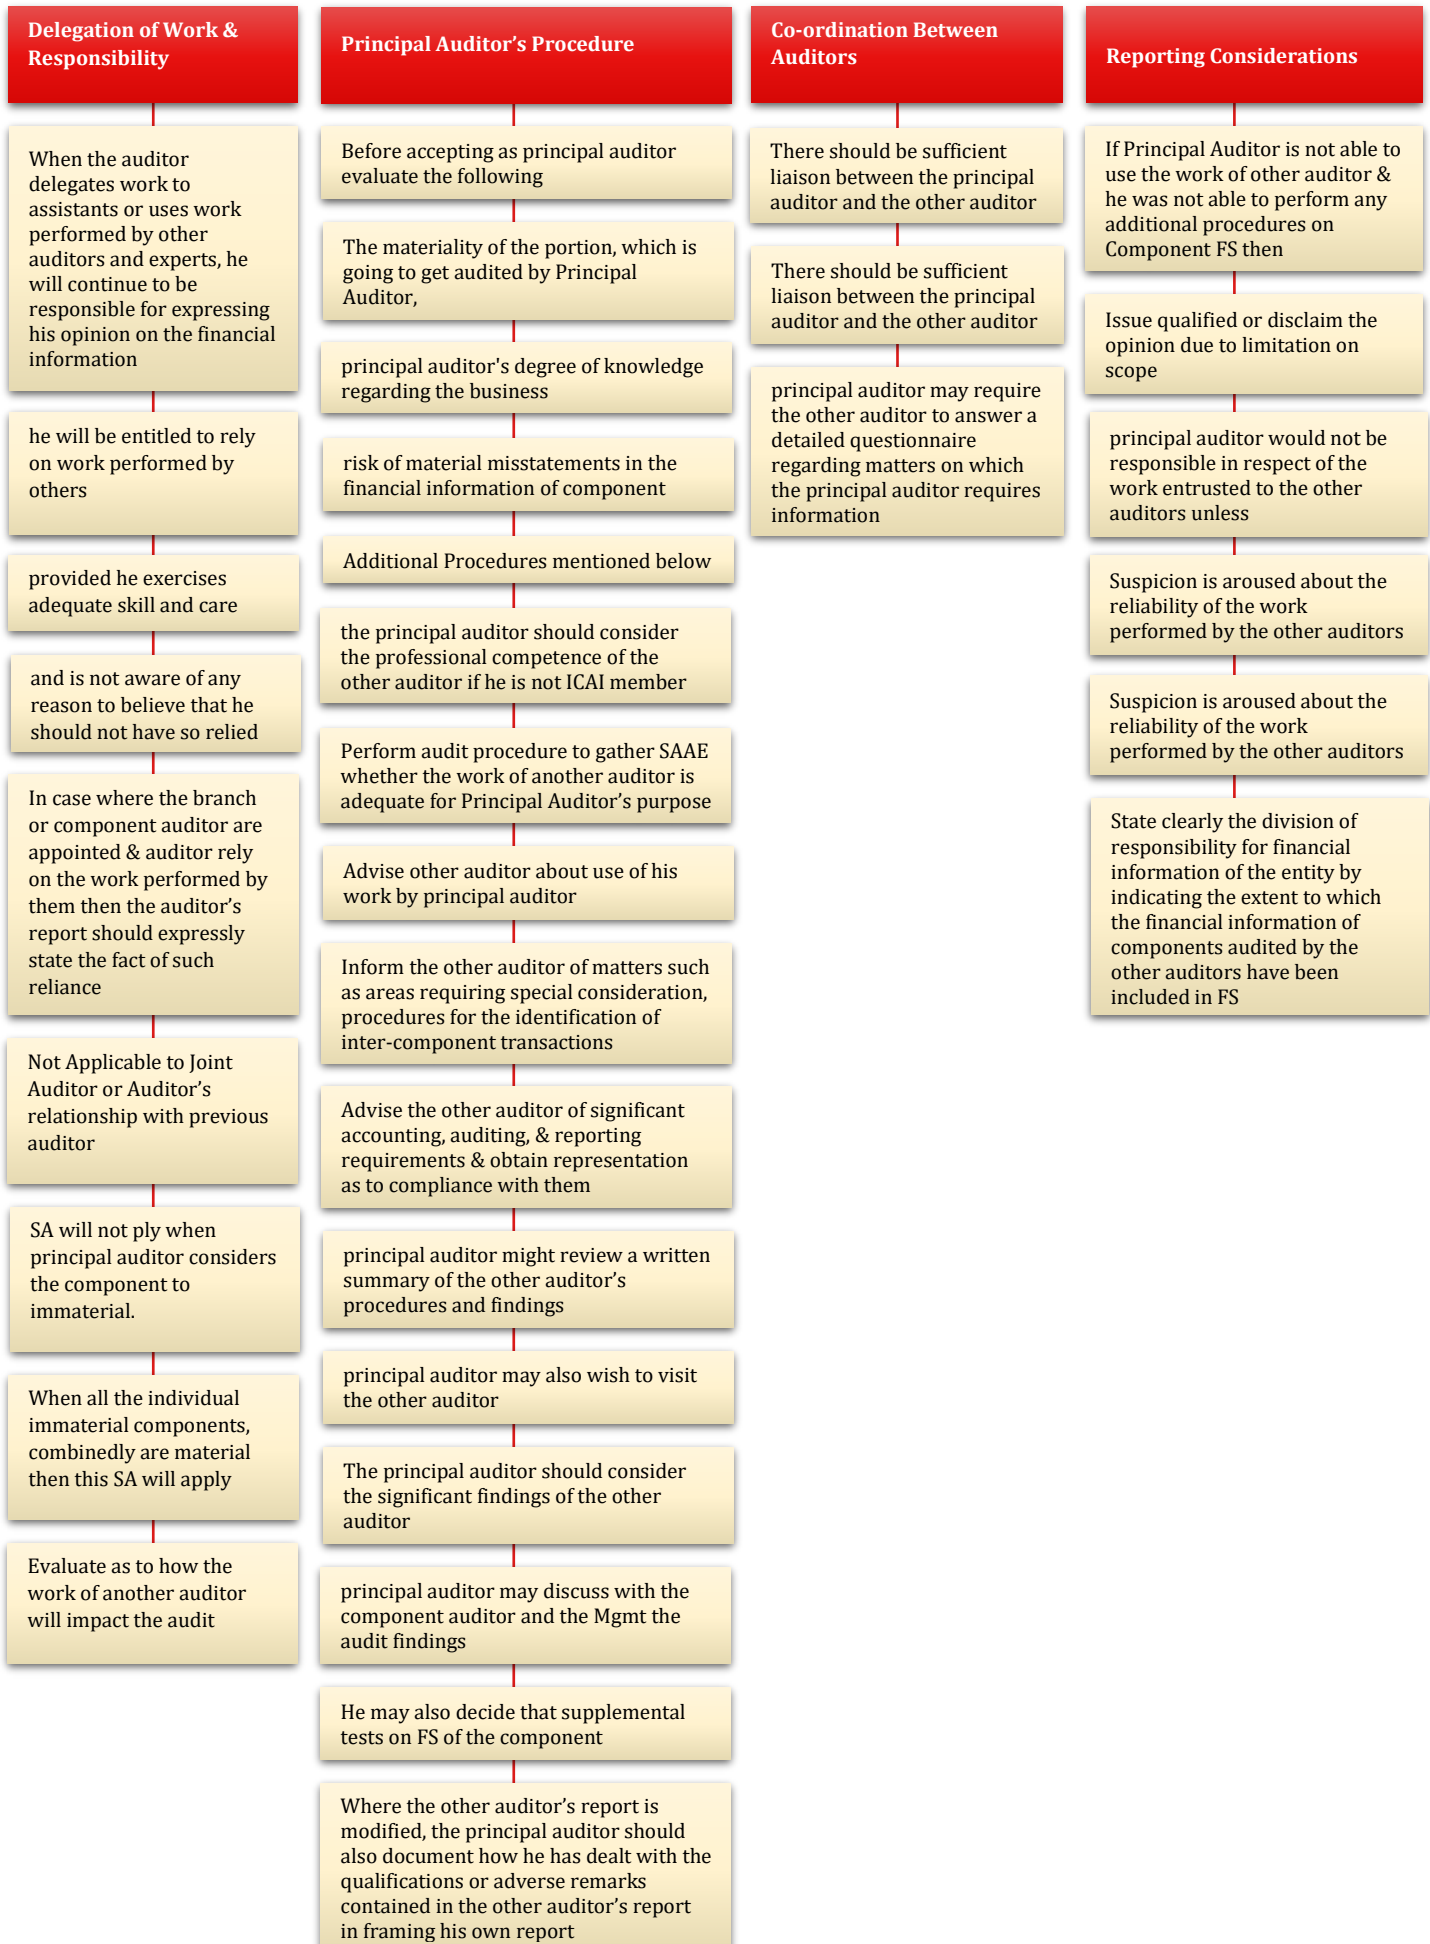 Delegation of Work &
Responsibility
When the auditor
delegates work to
assistants or uses work
performed by other
auditors and experts, he
will continue to be
responsible for expressing
his opinion on the financial
information
he will be entitled to rely
on work performed by
others
provided he exercises
adequate skill and care
and is not aware of any
reason to believe that he
should not have so relied
In case where the branch
or component auditor are
appointed & auditor rely
on the work performed by
them then the auditor’s
report should expressly
state the fact of such
reliance
Not Applicable to Joint
Auditor or Auditor’s
relationship with previous
auditor
SA will not ply when
principal auditor considers
the component to
immaterial.
When all the individual
immaterial components,
combinedly are material
then this SA will apply
Evaluate as to how the
work of another auditor
will impact the audit
Principal Auditor’s Procedure
Before accepting as principal auditor
evaluate the following
The materiality of the portion, which is
going to get audited by Principal
Auditor,
principal auditor's degree of knowledge
regarding the business
risk of material misstatements in the
financial information of component
Additional Procedures mentioned below
the principal auditor should consider
the professional competence of the
other auditor if he is not ICAI member
Perform audit procedure to gather SAAE
whether the work of another auditor is
adequate for Principal Auditor’s purpose
Advise other auditor about use of his
work by principal auditor
Inform the other auditor of matters such
as areas requiring special consideration,
procedures for the identification of
inter-component transactions
Advise the other auditor of significant
accounting, auditing, & reporting
requirements & obtain representation
as to compliance with them
principal auditor might review a written
summary of the other auditor’s
procedures and findings
principal auditor may also wish to visit
the other auditor
The principal auditor should consider
the significant findings of the other
auditor
principal auditor may discuss with the
component auditor and the Mgmt the
audit findings
He may also decide that supplemental
tests on FS of the component
Where the other auditor’s report is
modified, the principal auditor should
also document how he has dealt with the
qualifications or adverse remarks
contained in the other auditor’s report
in framing his own report
Co-ordination Between
Auditors
There should be sufficient
liaison between the principal
auditor and the other auditor
There should be sufficient
liaison between the principal
auditor and the other auditor
principal auditor may require
the other auditor to answer a
detailed questionnaire
regarding matters on which
the principal auditor requires
information
Reporting Considerations
If Principal Auditor is not able to
use the work of other auditor &
he was not able to perform any
additional procedures on
Component FS then
Issue qualified or disclaim the
opinion due to limitation on
scope
principal auditor would not be
responsible in respect of the
work entrusted to the other
auditors unless
Suspicion is aroused about the
reliability of the work
performed by the other auditors
Suspicion is aroused about the
reliability of the work
performed by the other auditors
State clearly the division of
responsibility for financial
information of the entity by
indicating the extent to which
the financial information of
components audited by the
other auditors have been
included in FS